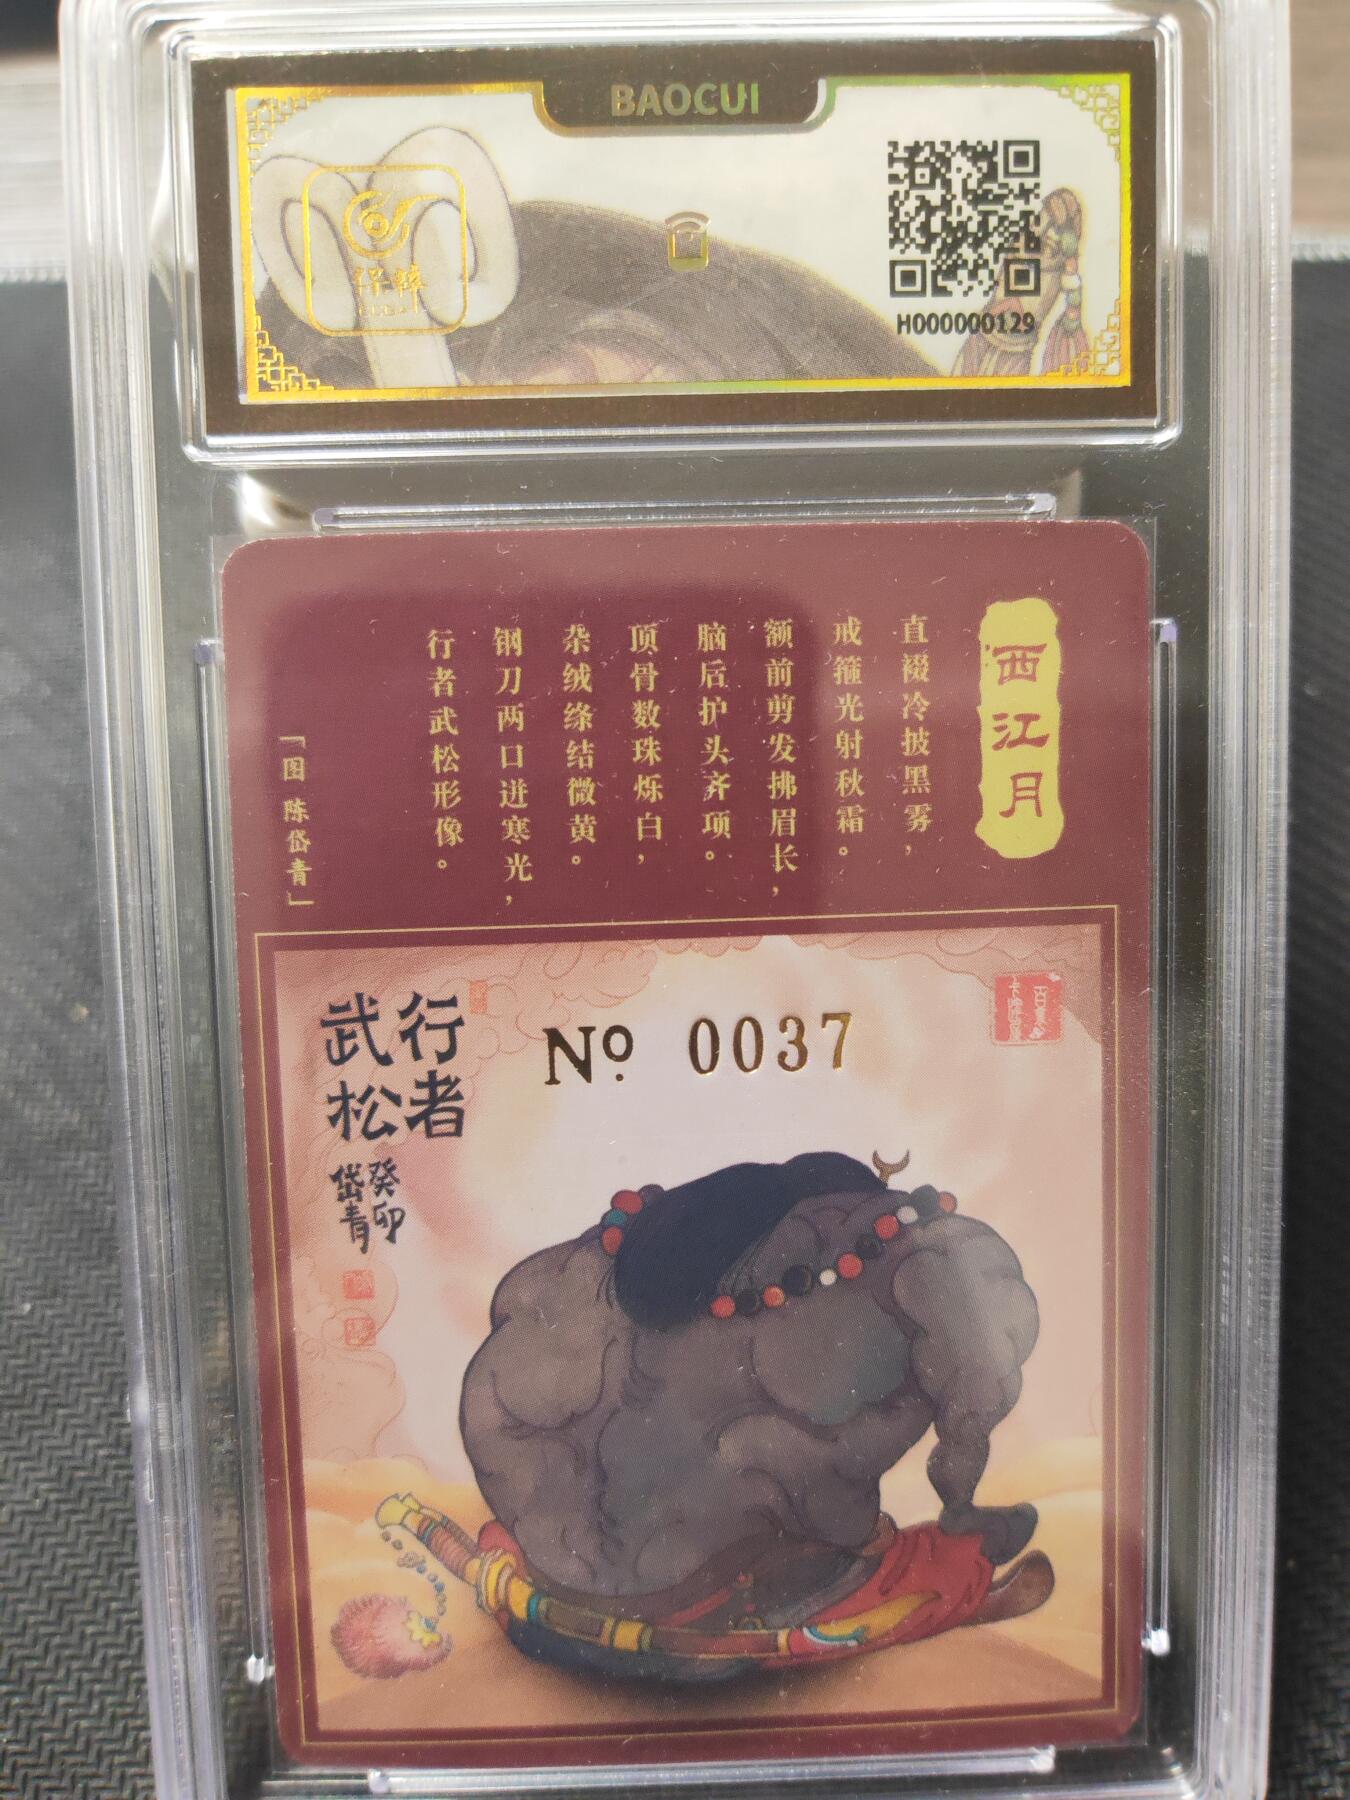 BAOCUI
保粹
H000000129
西江月
直裰冷披黑雾，
戒箍光射秋霜。
额前剪发拂眉长，
脑后护头齐项。
顶骨数珠烁白，
杂绒绦结微黄。
钢刀两口迸寒光，
行者武松形像。
「图 陈岱青」
行者
武松
癸卯
岱青
No. 0037